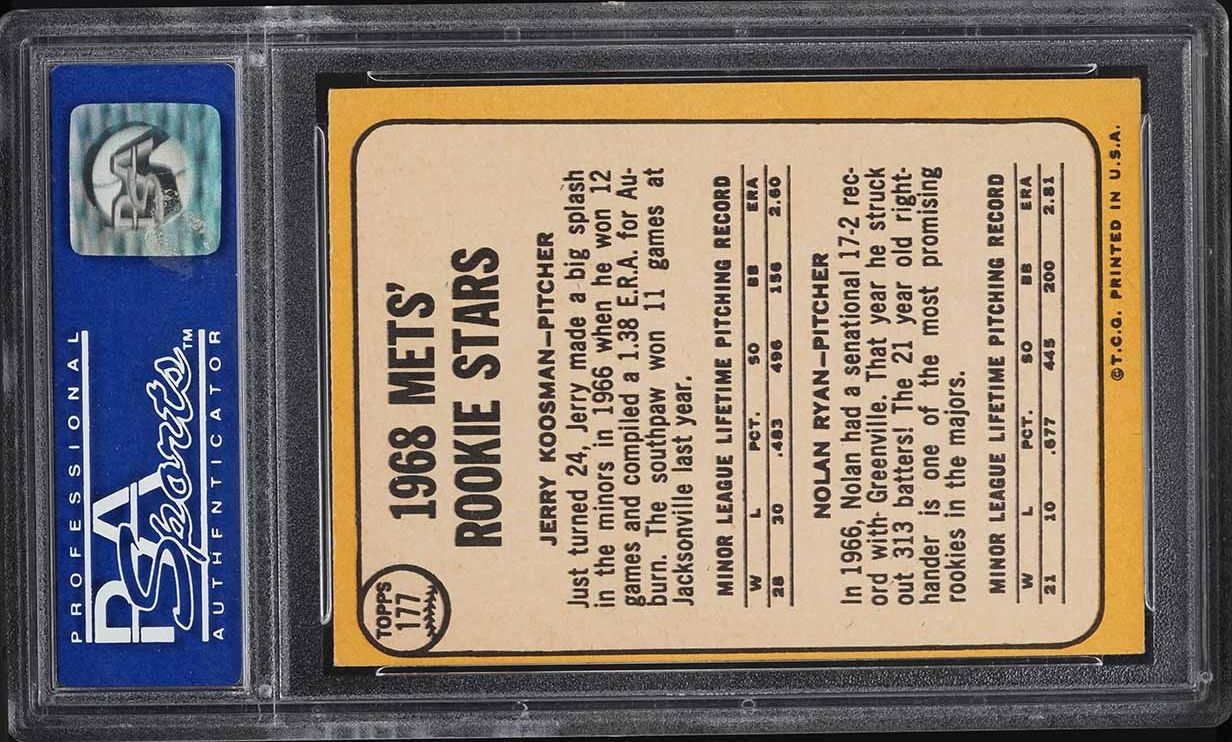 PROFESSIONAL
PSA
Sports™
AUTHENTICATOR
PSA
TOPPS
177
1968 METS'
ROOKIE STARS
JERRY KOOSMAN—PITCHER
Just turned 24, Jerry made a big splash
in the minors in 1966 when he won 12
games and compiled a 1.38 E.R.A. for Au-
burn. The southpaw won 11 games at
Jacksonville last year.
MINOR LEAGUE LIFETIME PITCHING RECORD
W L PCT. SO BB ERA
28 30 .483 496 156 2.60
NOLAN RYAN—PITCHER
In 1966, Nolan had a senational 17-2 rec-
ord with Greenville. That year he struck
out 313 batters! The 21 year old right-
hander is one of the most promising
rookies in the majors.
MINOR LEAGUE LIFETIME PITCHING RECORD
W L PCT. SO BB ERA
21 10 .677 445 200 2.81
©T.C.G. PRINTED IN U.S.A.